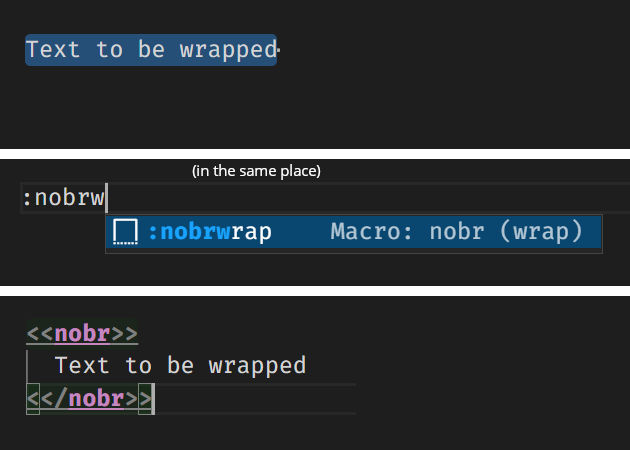 Text to be wrapped
(in the same place)
:nobrw
:nobrwrap Macro: nobr (wrap)
<<nobr>>
Text to be wrapped
<</nobr>>